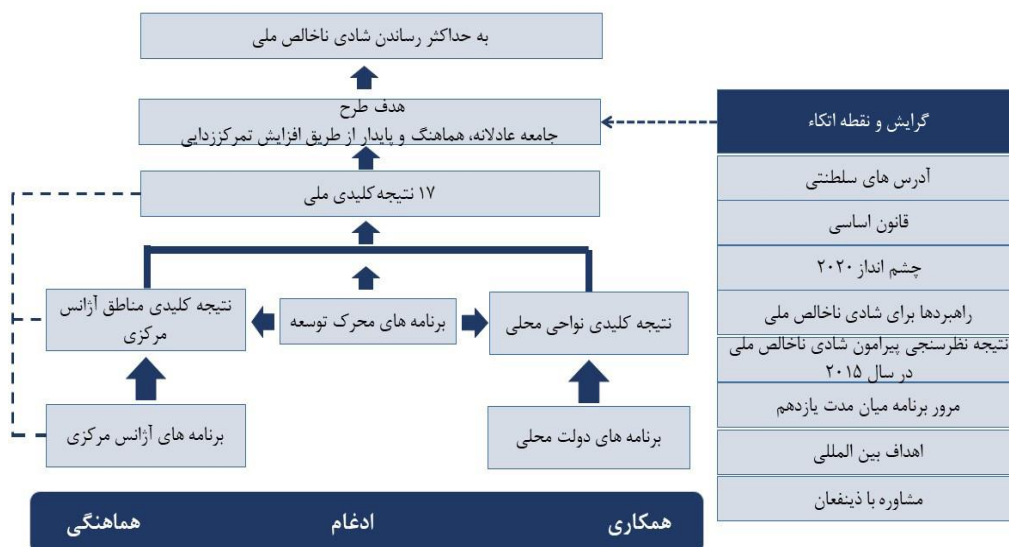 به حداکثر رساندن شادی ناخالص ملی
هدف طرح
جامعه عادلانه، هماهنگ و پایدار از طریق افزایش تمرکززدایی
۱۷ نتیجه کلیدی ملی
نتیجه کلیدی نواحی محلی
برنامه های محرک توسعه
نتیجه کلیدی مناطق آژانس
مرکزی
برنامه های دولت محلی
برنامه های آژانس مرکزی
همکاری
ادغام
هماهنگی
گرایش و نقطه اتکاء
آدرس های سلطنتی
قانون اساسی
چشم انداز ۲۰۲۰
راهبردها برای شادی ناخالص ملی
نتیجه نظرسنجی پیرامون شادی ناخالص ملی
در سال ۲۰۱۵
مرور برنامه میان مدت یازدهم
اهداف بین المللی
مشاوره با ذینفعان